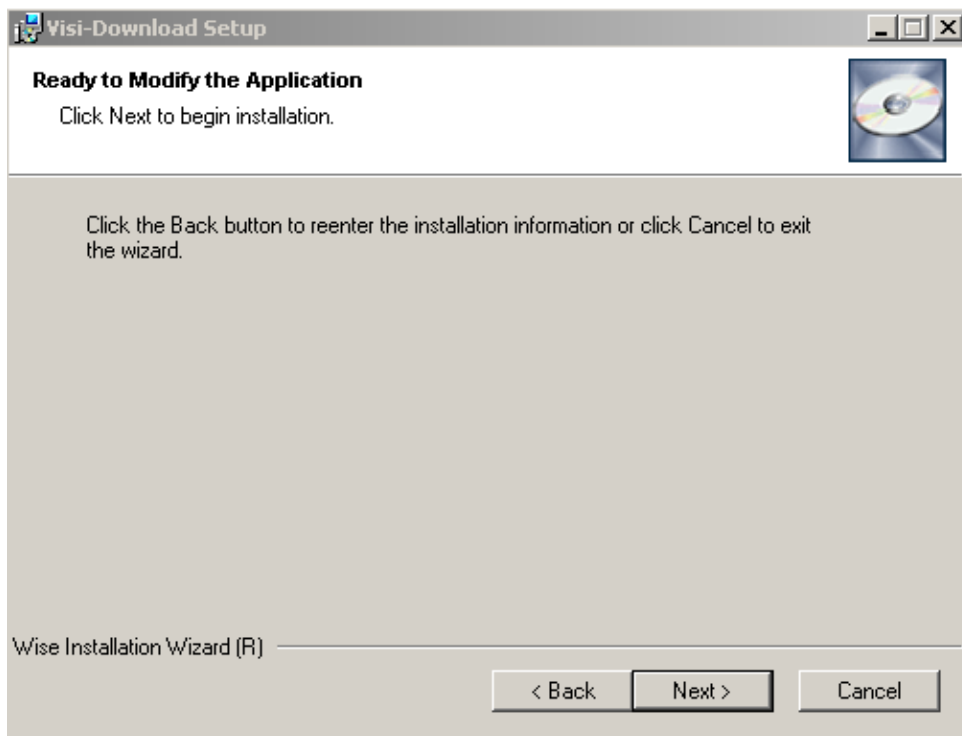 Visi-Download Setup
Ready to Modify the Application
Click Next to begin installation.
Click the Back button to reenter the installation information or click Cancel to exit
the wizard.
Wise Installation Wizard (R)
< Back Next > Cancel